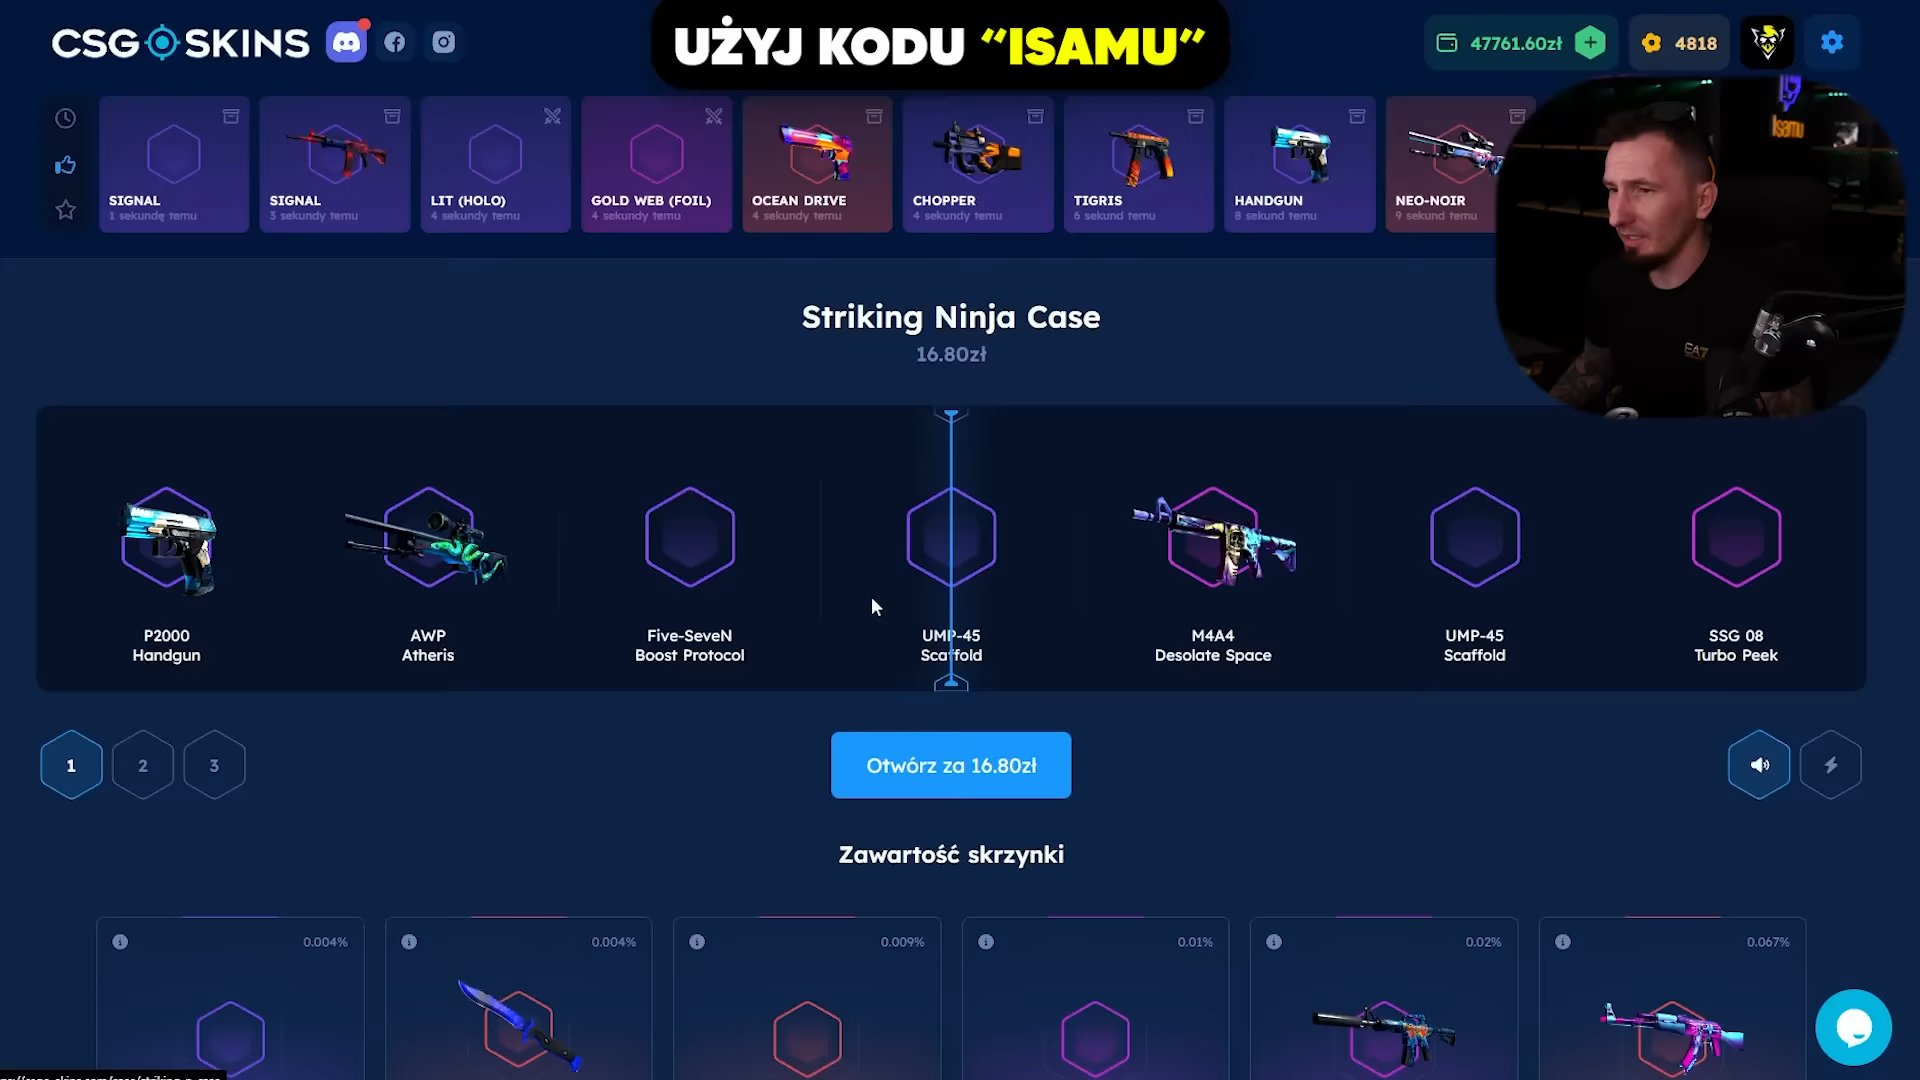 CSG SKINS
UŻYJ KODU “ISAMU”
47761.60zł
4818
SIGNAL
1 sekundę temu
SIGNAL
3 sekundy temu
LIT (HOLO)
4 sekundy temu
GOLD WEB (FOIL)
4 sekundy temu
OCEAN DRIVE
4 sekundy temu
CHOPPER
4 sekundy temu
TIGRIS
6 sekund temu
HANDGUN
8 sekund temu
NEO-NOIR
9 sekund temu
Isamu
EA7
Striking Ninja Case
16.80zł
P2000
Handgun
AWP
Atheris
Five-SeveN
Boost Protocol
UMP-45
Scaffold
M4A4
Desolate Space
UMP-45
Scaffold
SSG 08
Turbo Peek
1
2
3
Otwórz za 16.80zł
Zawartość skrzynki
0.004%
0.004%
0.009%
0.01%
0.02%
0.067%